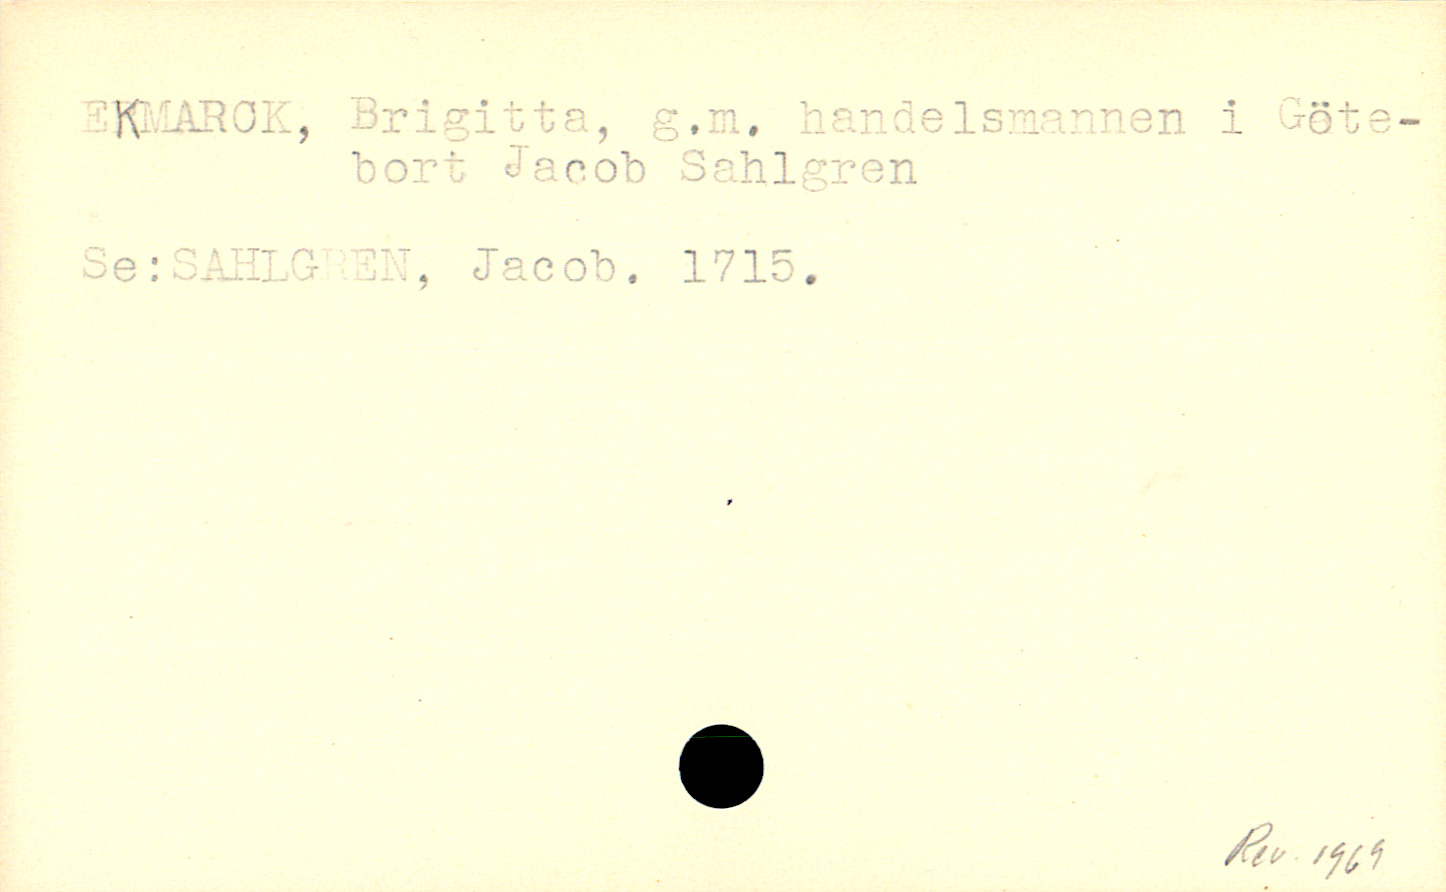 EKMARCK, Brigitta, g.m. handelsmannen i Göte-
bort Jacob Sahlgren
Se:SAHLGREN, Jacob. 1715.
Rev. 1969